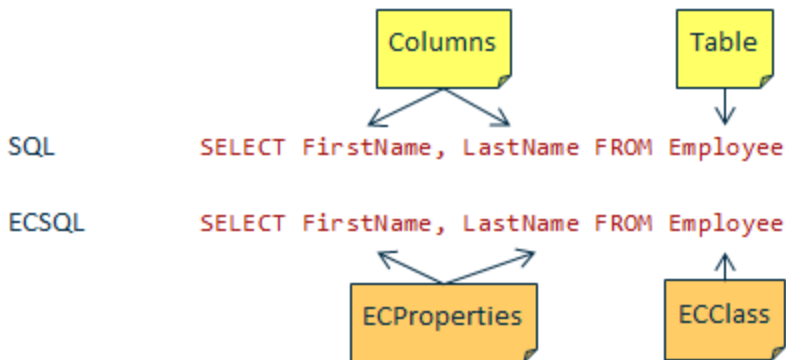 Columns Table
SQL SELECT FirstName, LastName FROM Employee
ECSQL SELECT FirstName, LastName FROM Employee
ECProperties ECClass